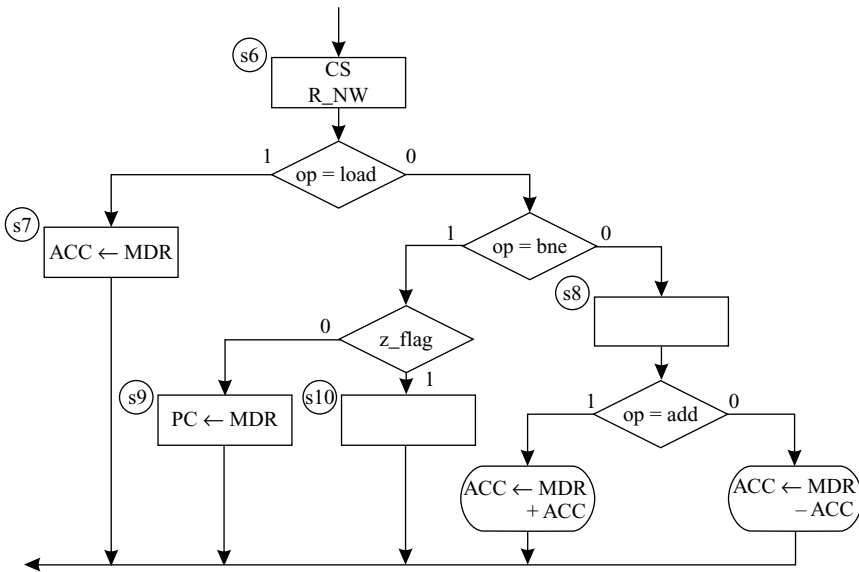 s6
CS
R_NW
1
0
op = load
s7
ACC ← MDR
1
0
op = bne
s8
0
z_flag
1
s9
PC ← MDR
s10
1
0
op = add
ACC ← MDR
+ ACC
ACC ← MDR
– ACC